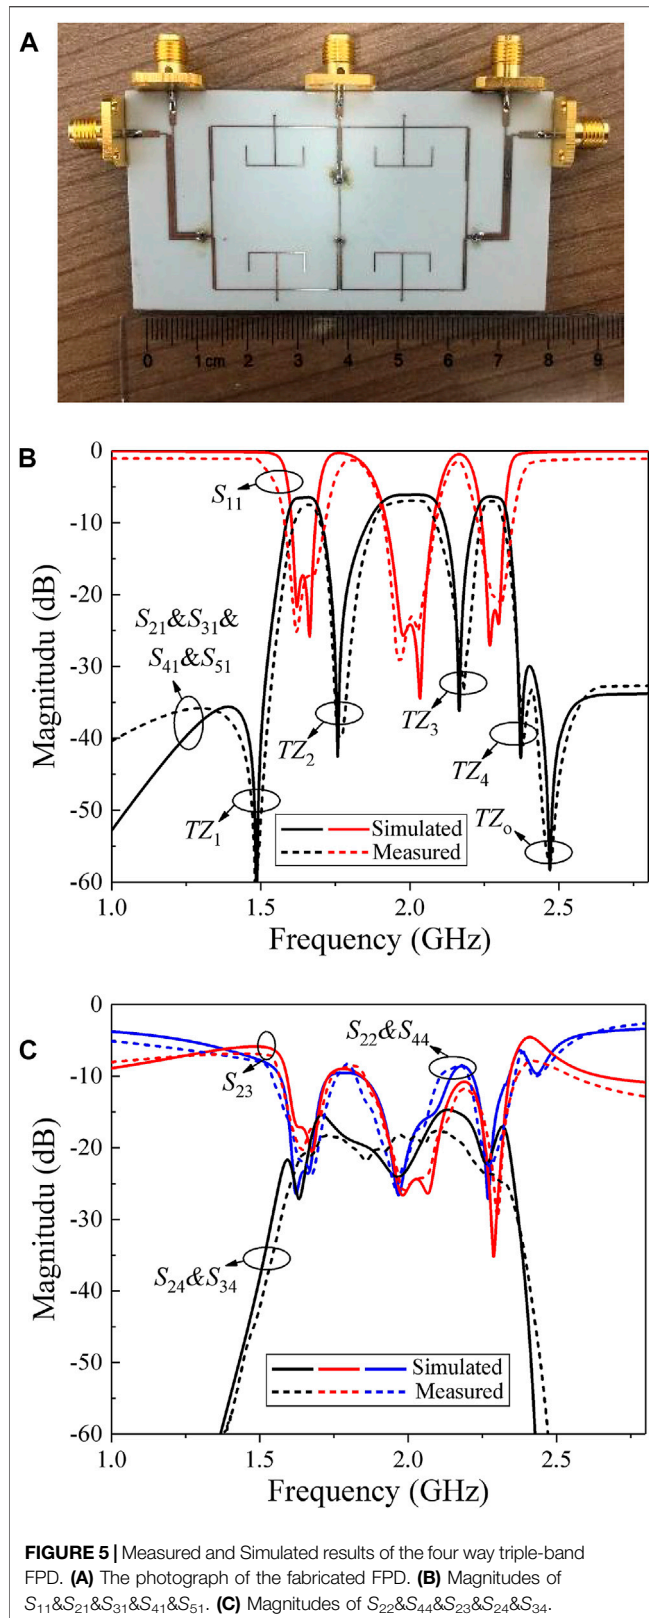 A
0 1 cm 2 3 4 5 6 7 8 9
B
0
-10
-20
-30
-40
-50
-60
Magnitudu (dB)
S11
S21&S31&
S41&S51
TZ1
TZ2
TZ3
TZ4
TZo
Simulated
Measured
1.0 1.5 2.0 2.5
Frequency (GHz)
C
0
-10
-20
-30
-40
-50
-60
Magnitudu (dB)
S22&S44
S23
S24&S34
Simulated
Measured
1.0 1.5 2.0 2.5
Frequency (GHz)
FIGURE 5 | Measured and Simulated results of the four way triple-band
FPD. (A) The photograph of the fabricated FPD. (B) Magnitudes of
S11&S21&S31&S41&S51. (C) Magnitudes of S22&S44&S23&S24&S34.